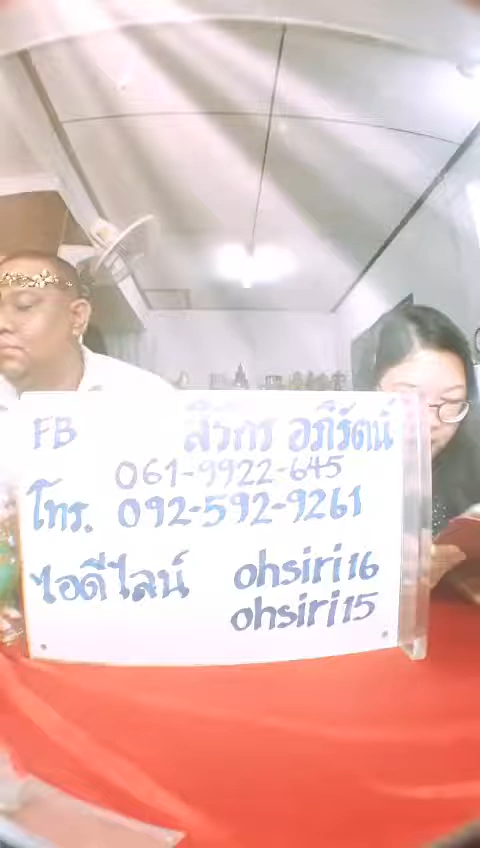 FB สิริกร อภิรัตน์
061-9922-645
โทร. 092-592-9261
ไอดีไลน์ ohsiri16
ohsiri15